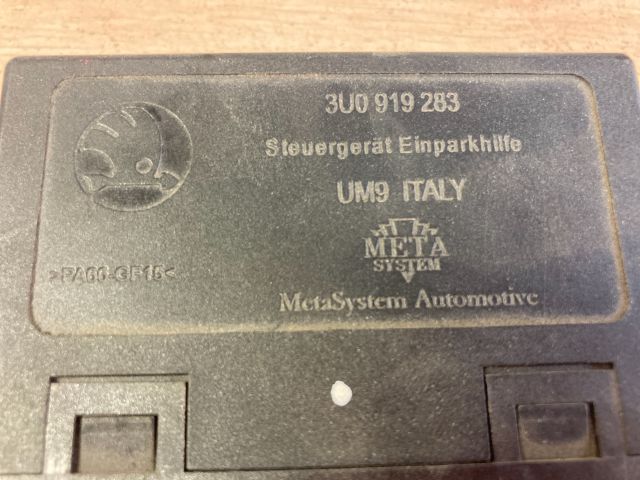 3U0 919 283
Steuergerät Einparkhilfe
UM9 ITALY
META
SYSTEM
>PA66-GF15<
MetaSystem Automotive